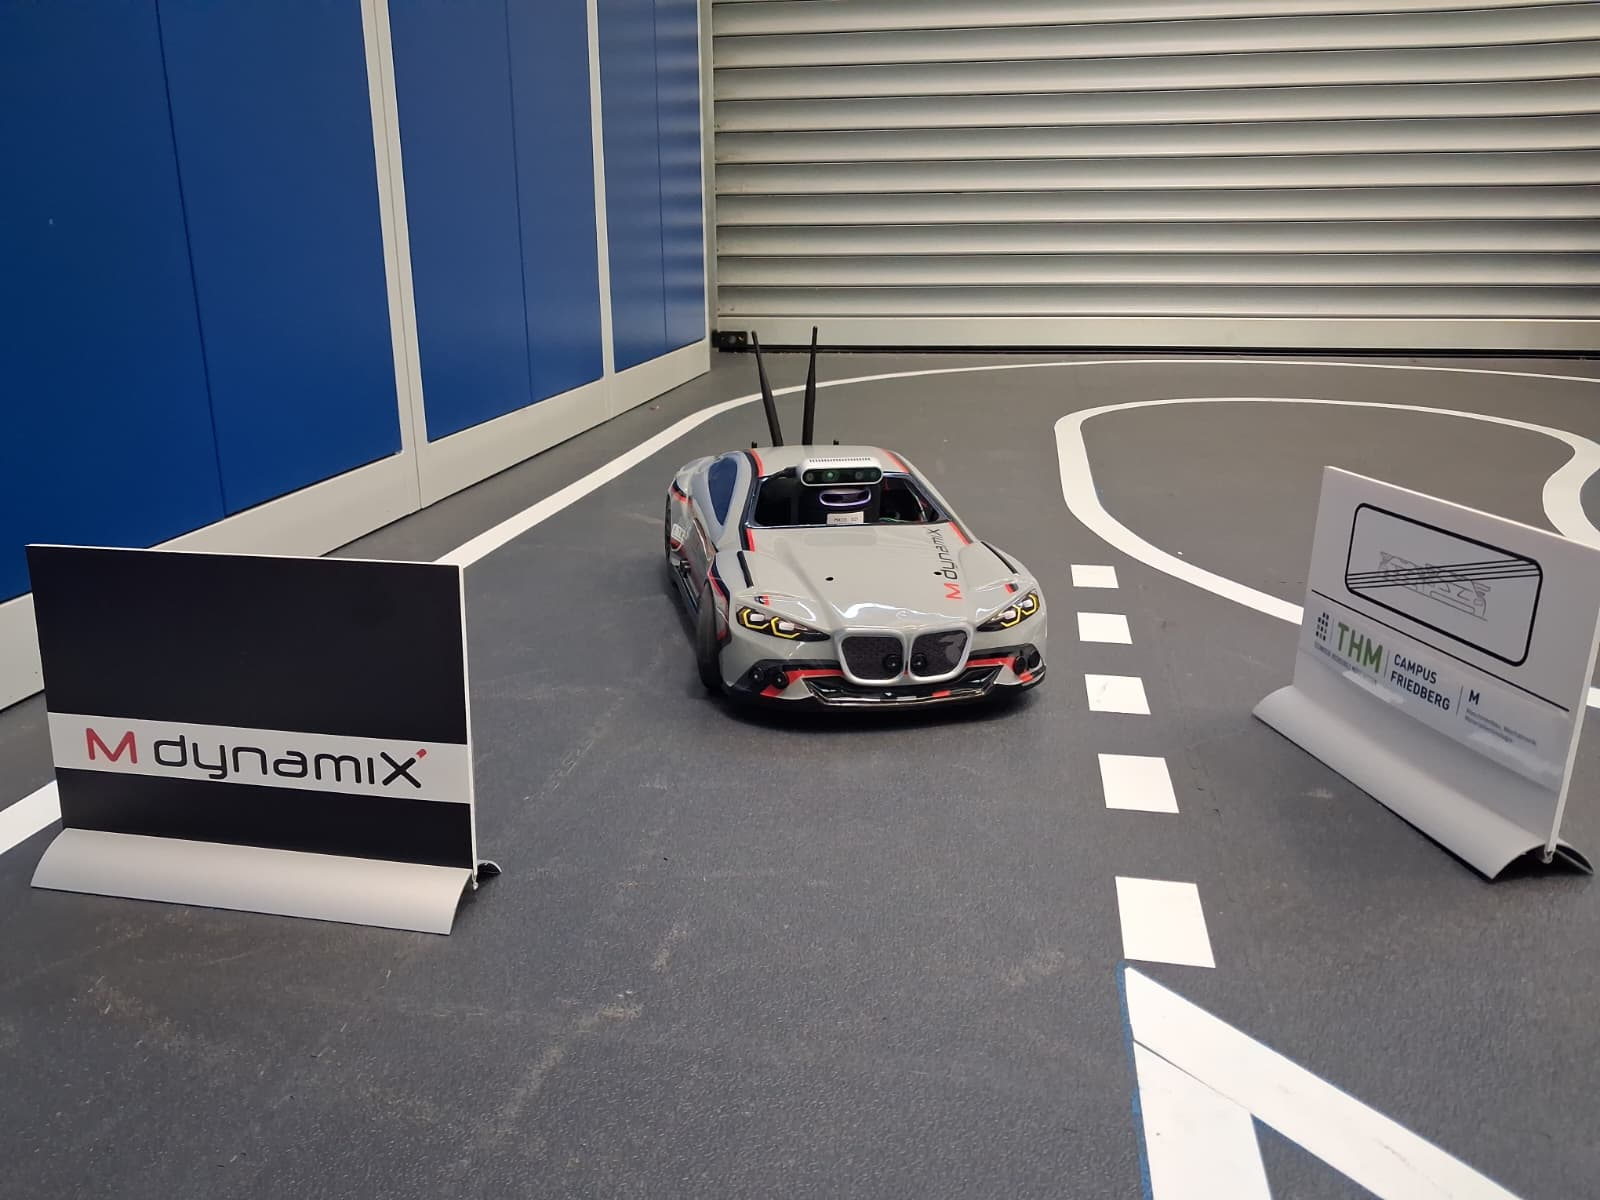 M dynamix
M dynamix
THM
CAMPUS
FRIEDBERG
M